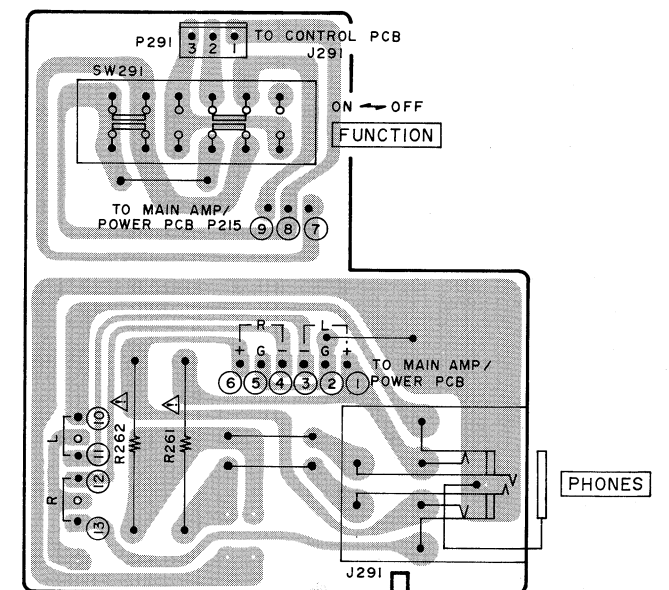 P291
3 2 1
TO CONTROL PCB
J291
SW291
ON OFF
FUNCTION
TO MAIN AMP/
POWER PCB P215
9 8 7
R L
+ G - - G +
6 5 4 3 2 1
TO MAIN AMP/
POWER PCB
10
L
11
12
R
13
R262
R261
PHONES
J291